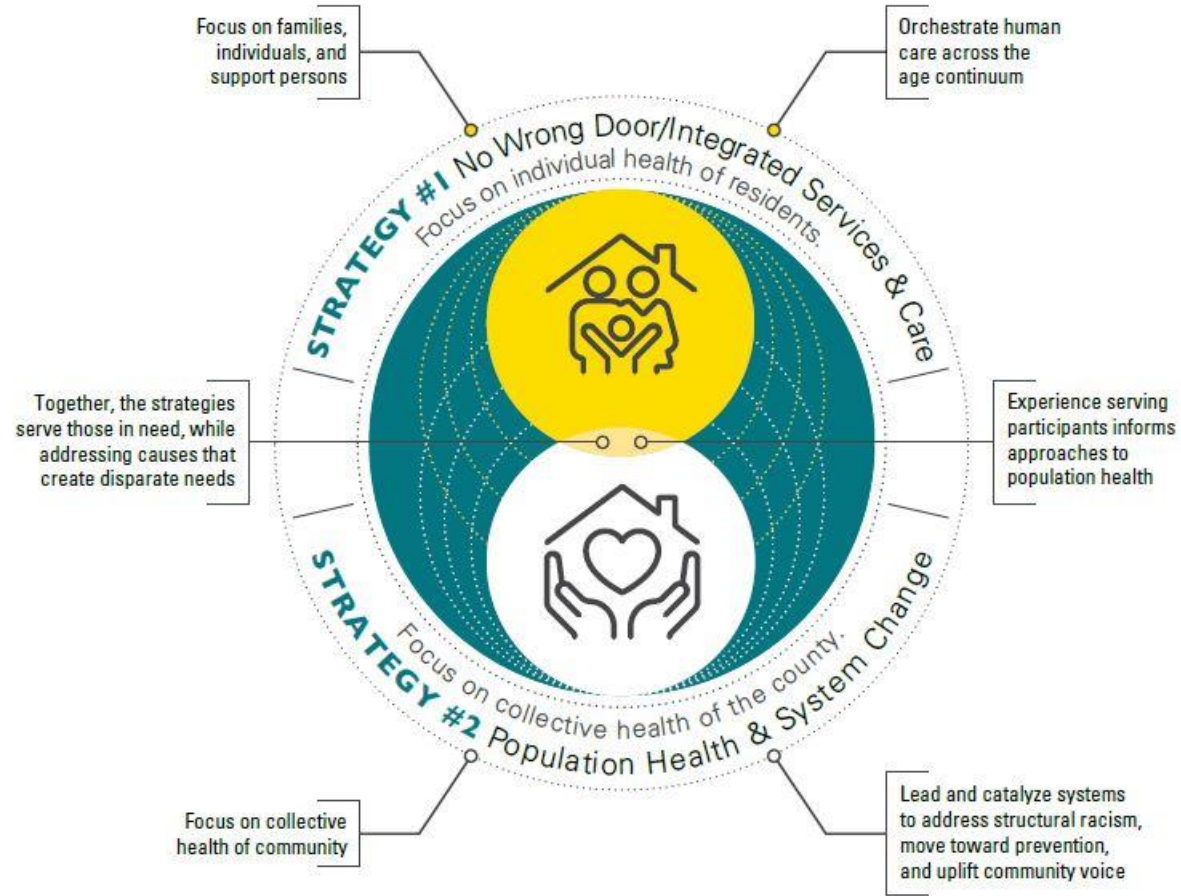 Focus on families,
individuals, and
support persons
Orchestrate human
care across the
age continuum
STRATEGY #1 No Wrong Door/Integrated Services & Care
Focus on individual health of residents.
Together, the strategies
serve those in need, while
addressing causes that
create disparate needs
Experience serving
participants informs
approaches to
population health
Focus on collective health of the county.
STRATEGY #2 Population Health & System Change
Focus on collective
health of community
Lead and catalyze systems
to address structural racism,
move toward prevention,
and uplift community voice